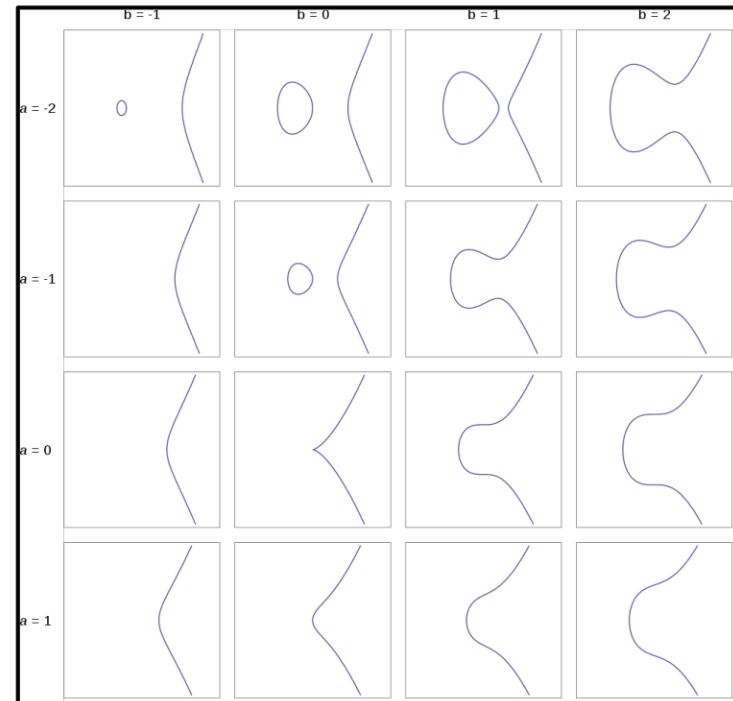 b = -1 b = 0 b = 1 b = 2
a = -2
a = -1
a = 0
a = 1